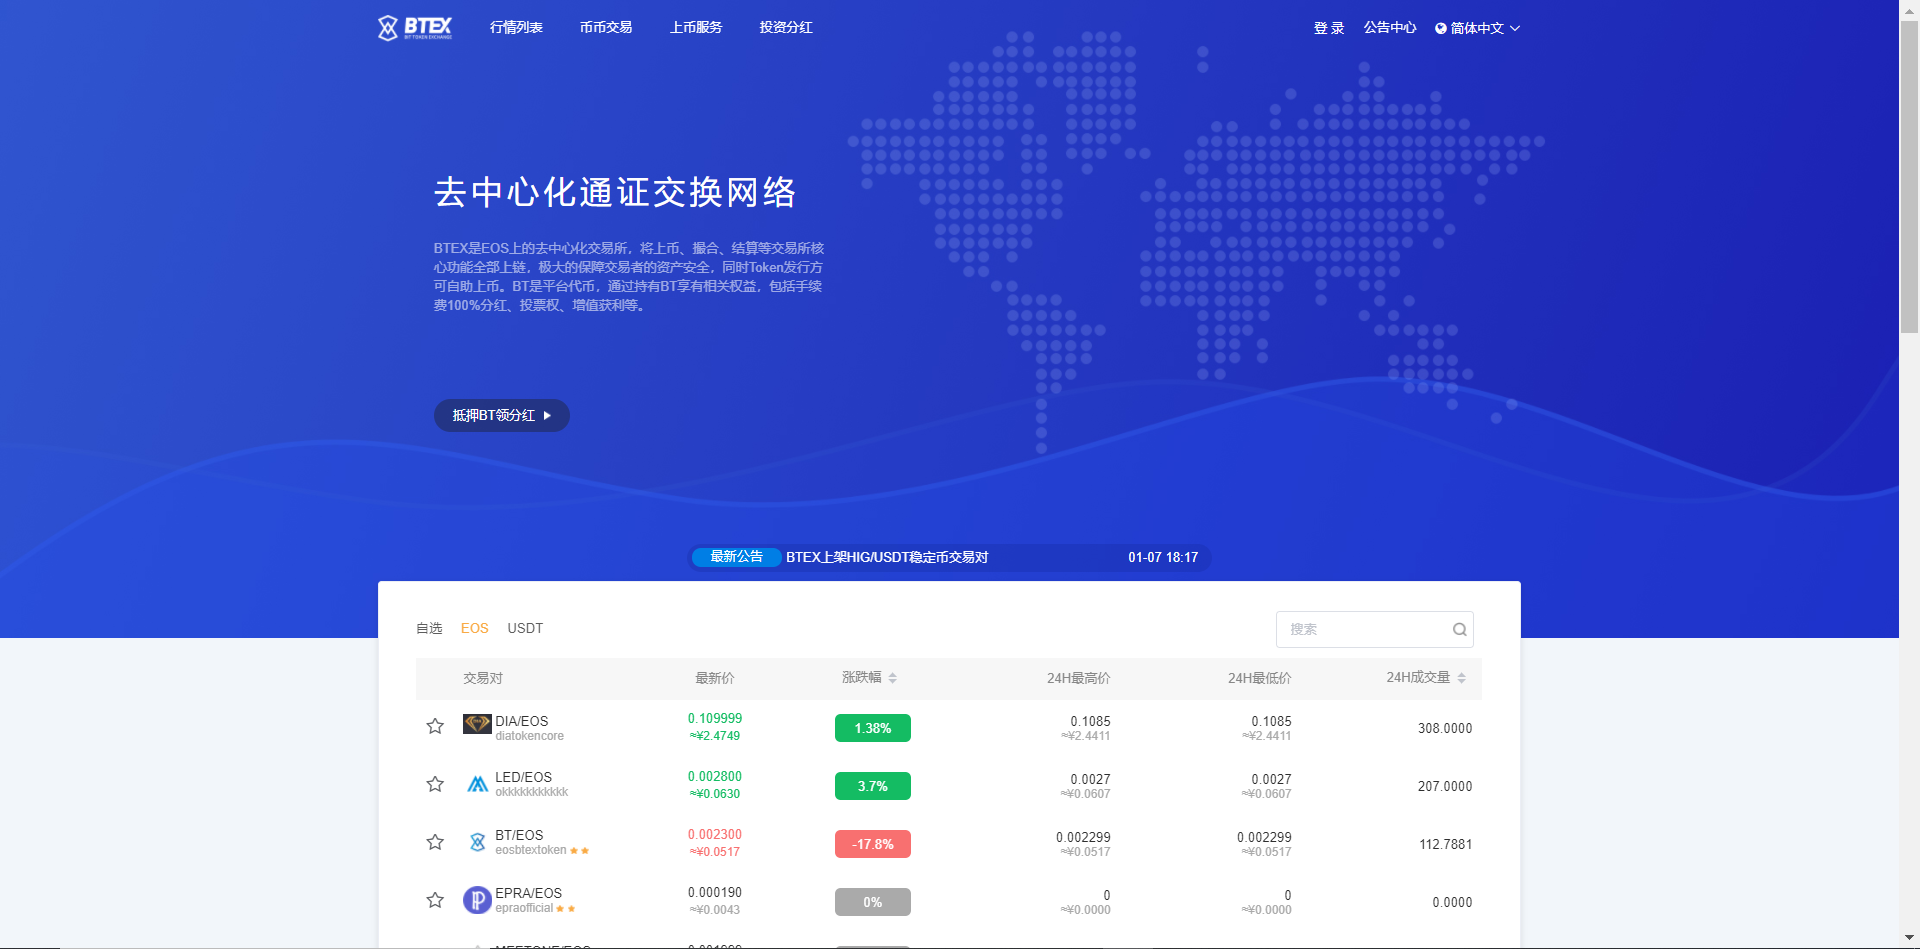 BTEX 行情列表 币币交易 上币服务 投资分红 登 录 公告中心 简体中文
BIT TOKEN EXCHANGE
去中心化通证交换网络
BTEX是EOS上的去中心化交易所，将上币、撮合、结算等交易所核
心功能全部上链，极大的保障交易者的资产安全，同时Token发行方
可自助上币。BT是平台代币，通过持有BT享有相关权益，包括手续
费100%分红、投票权、增值获利等。
抵押BT领分红
最新公告 BTEX上架HIG/USDT稳定币交易对 01-07 18:17
自选 EOS USDT 搜索
交易对 最新价 涨跌幅 24H最高价 24H最低价 24H成交量
DIA/EOS 0.109999 1.38% 0.1085 0.1085 308.0000
diatokencore ≈¥2.4749 ≈¥2.4411 ≈¥2.4411
LED/EOS 0.002800 3.7% 0.0027 0.0027 207.0000
okkkkkkkkkkk ≈¥0.0630 ≈¥0.0607 ≈¥0.0607
BT/EOS 0.002300 -17.8% 0.002299 0.002299 112.7881
eosbtextoken ≈¥0.0517 ≈¥0.0517 ≈¥0.0517
EPRA/EOS 0.000190 0% 0 0 0.0000
epraofficial ≈¥0.0043 ≈¥0.0000 ≈¥0.0000